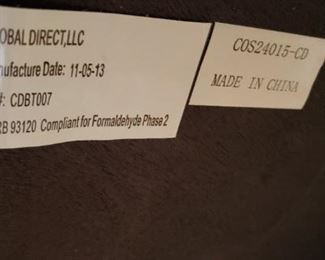 OBAL DIRECT,LLC
nufacture Date: 11-05-13
#: CDBT007
RB 93120 Compliant for Formaldehyde Phase 2
COS24015-CD
MADE IN CHINA